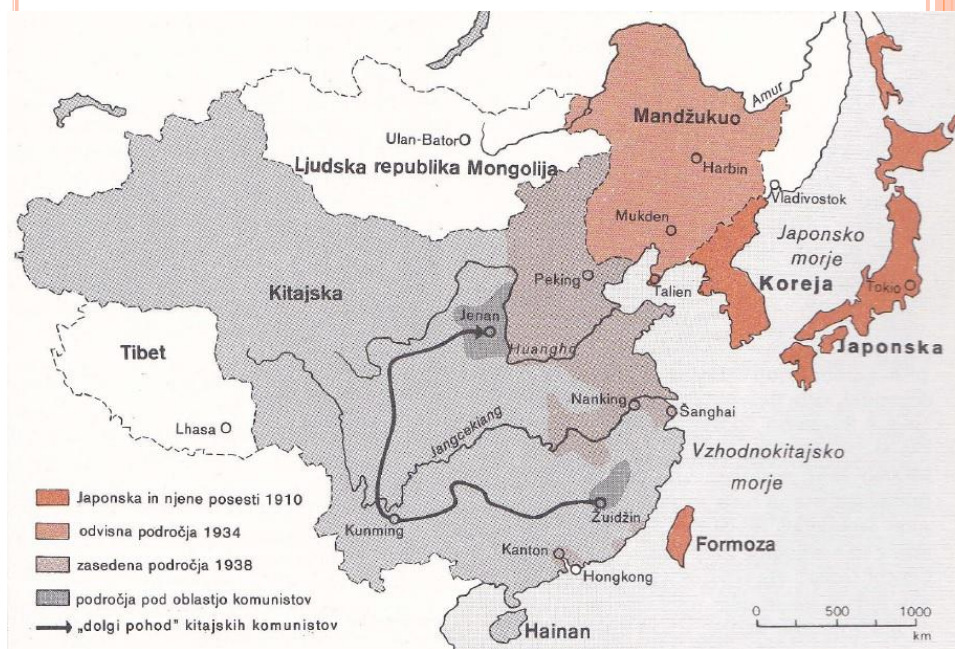 Amur
Mandžukuo
Ulan-Bator
Ljudska republika Mongolija
Harbin
Vladivostok
Mukden
Japonsko
morje
Peking
Talien
Koreja
Tokio
Kitajska
Jenan
Huangho
Japonska
Tibet
Nanking
Šanghai
Jangcekiang
Lhasa
Vzhodnokitajsko
morje
Japonska in njene posesti 1910
odvisna področja 1934
Kunming
Žuidžin
Formoza
zasedena področja 1938
Kanton
Hongkong
področja pod oblastjo komunistov
„dolgi pohod” kitajskih komunistov
Hainan
0 500 1000
km